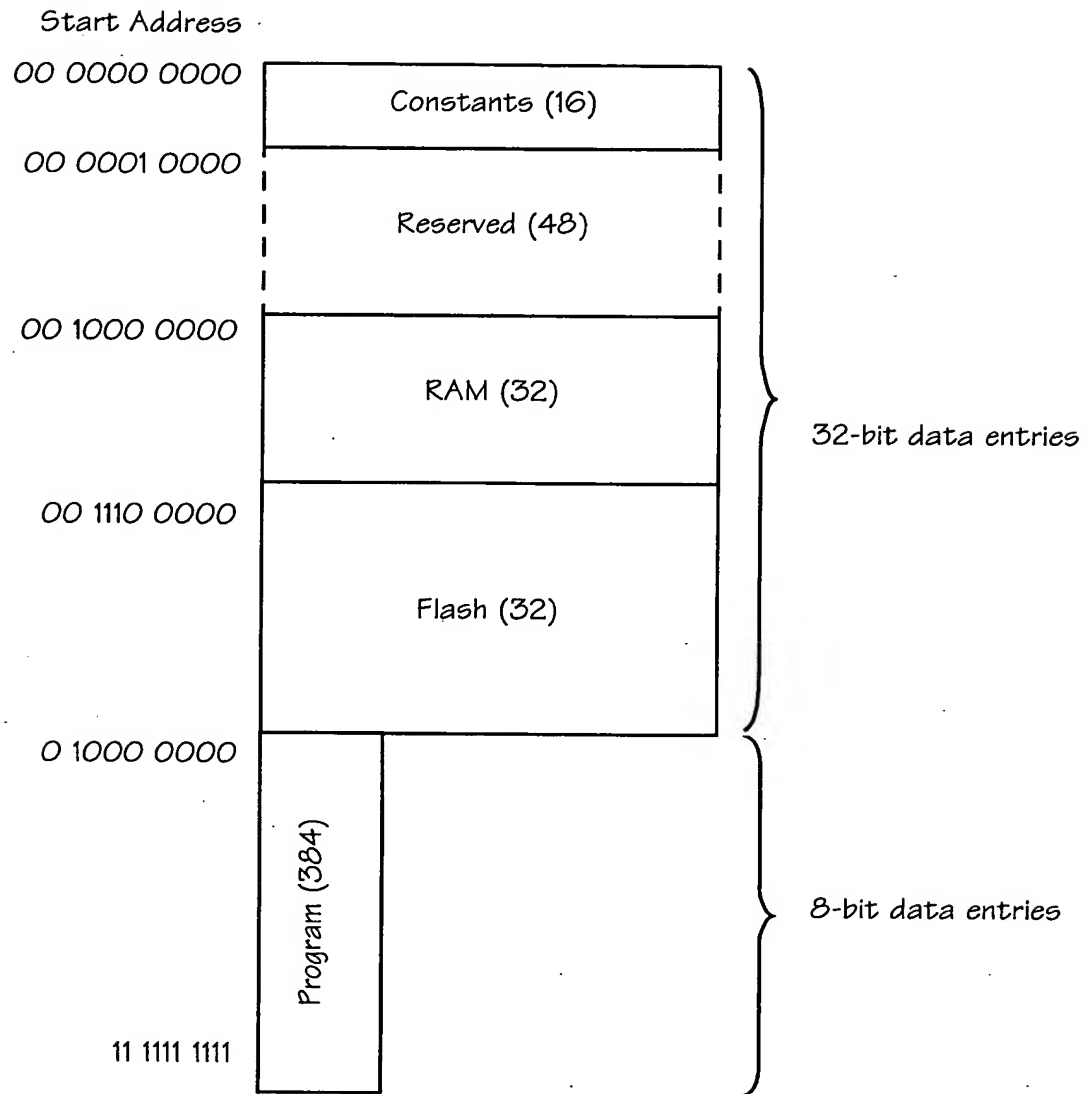 Start Address
00 0000 0000
Constants (16)
00 0001 0000
Reserved (48)
00 1000 0000
RAM (32)
32-bit data entries
00 1110 0000
Flash (32)
0 1000 0000
Program (384)
8-bit data entries
11 1111 1111